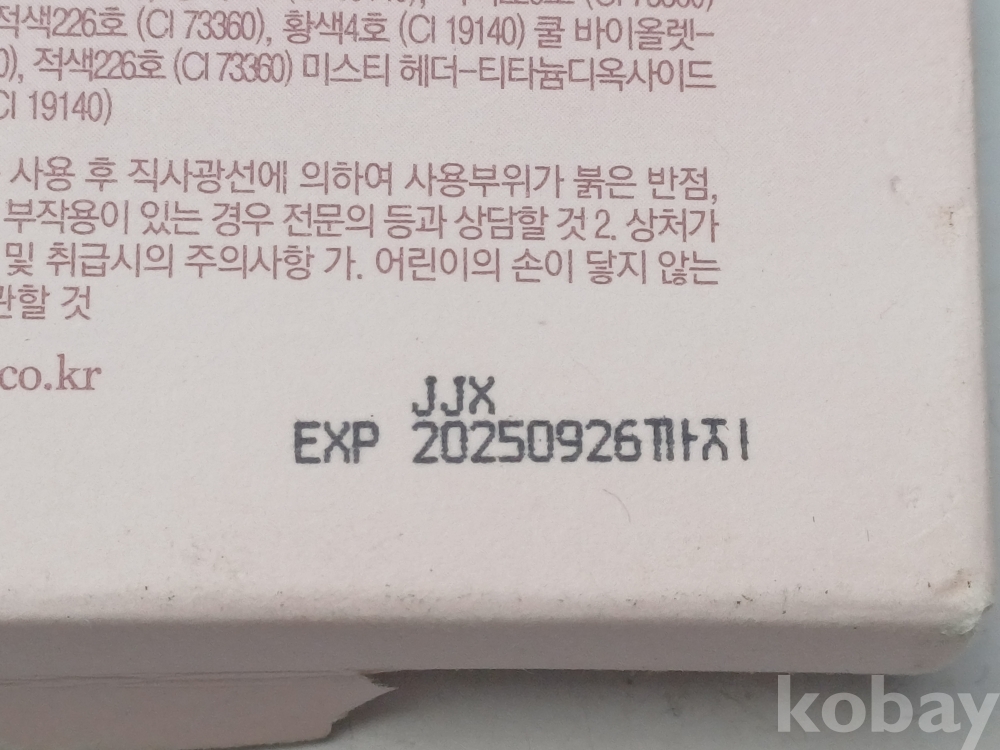 적색226호 (CI 73360), 황색4호 (CI 19140) 쿨 바이올렛-
0), 적색226호 (CI 73360) 미스티 헤더-티타늄디옥사이드
CI 19140)
사용 후 직사광선에 의하여 사용부위가 붉은 반점,
부작용이 있는 경우 전문의 등과 상담할 것 2. 상처가
및 취급시의 주의사항 가. 어린이의 손이 닿지 않는
관할 것
co.kr
JJX
EXP 20250926까지
kobay